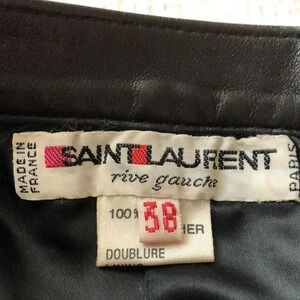 MADE IN
FRANCE
SAINT LAURENT
rive gauche
PARIS
100%
38
HER
DOUBLURE